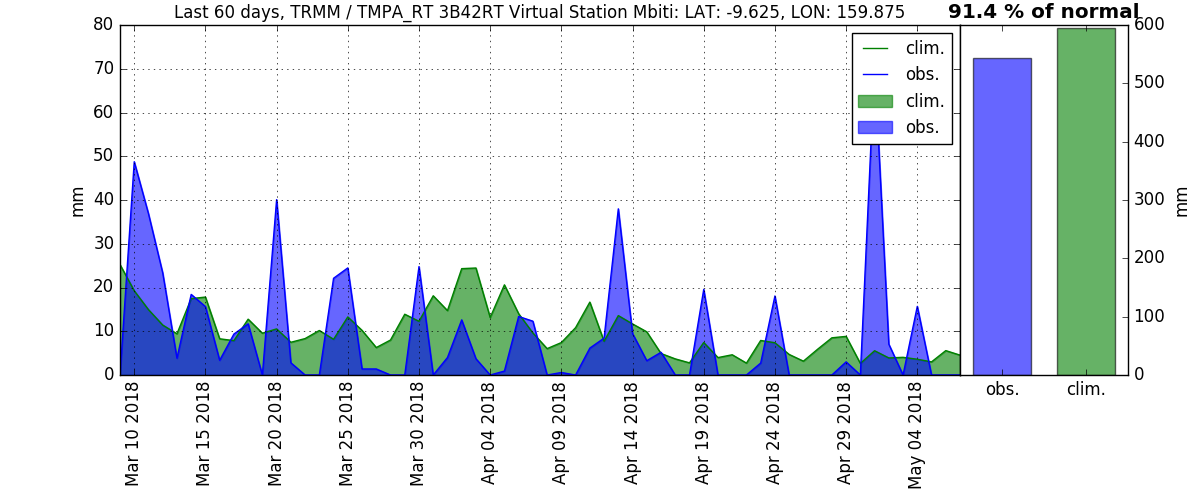 Last 60 days, TRMM / TMPA_RT 3B42RT Virtual Station Mbiti: LAT: -9.625, LON: 159.875
91.4 % of normal
80
70
60
50
40
30
20
10
0
mm
clim.
obs.
clim.
obs.
600
500
400
300
200
100
0
mm
obs.
clim.
Mar 10 2018
Mar 15 2018
Mar 20 2018
Mar 25 2018
Mar 30 2018
Apr 04 2018
Apr 09 2018
Apr 14 2018
Apr 19 2018
Apr 24 2018
Apr 29 2018
May 04 2018